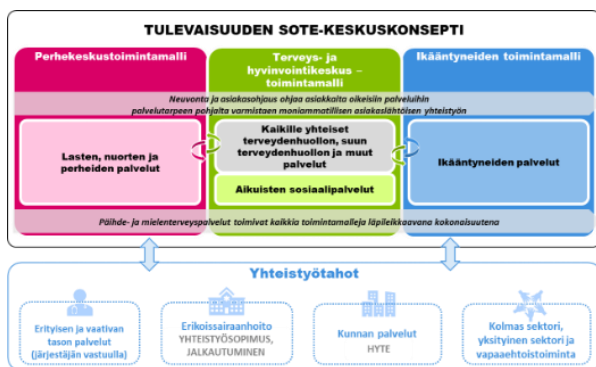 TULEVAISUUDEN SOTE-KESKUSKONSEPTI
Perhekeskustoimintamalli
Terveys- ja
hyvinvointikeskus –
toimintamalli
Ikääntyneiden toimintamalli
Neuvonta ja asiakasohjaus ohjaa asiakkaita oikeisiin palveluihin
palvelutarpeen pohjalta varmistaen moniammatillisen asiakaslähtöisen yhteistyön
Lasten, nuorten ja
perheiden palvelut
Kaikille yhteiset
terveydenhuollon, suun
terveydenhuollon ja muut
palvelut
Aikuisten sosiaalipalvelut
Ikääntyneiden palvelut
Päihde- ja mielenterveyspalvelut toimivat kaikkia toimintamalleja läpileikkaavana kokonaisuutena
Yhteistyötahot
Erityisen ja vaativan
tason palvelut
(järjestäjän vastuulla)
Erikoissairaanhoito
YHTEISTYÖSOPIMUS,
JALKAUTUMINEN
Kunnan palvelut
HYTE
Kolmas sektori,
yksityinen sektori ja
vapaaehtoistoiminta